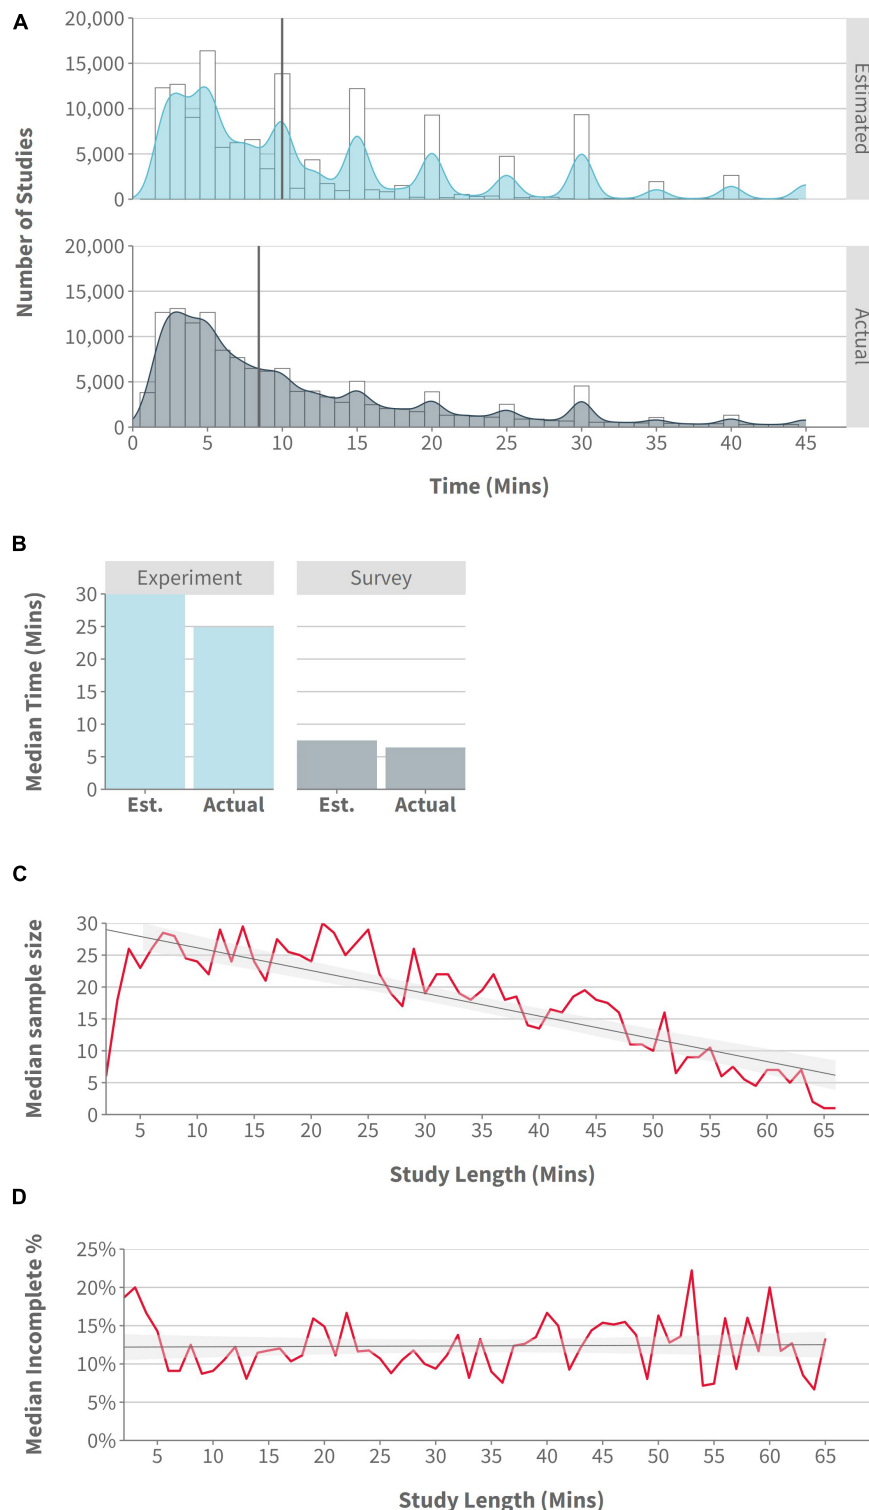 A
20,000
15,000
10,000
5,000
0
Estimated
Number of Studies
20,000
15,000
10,000
5,000
0
Actual
0 5 10 15 20 25 30 35 40 45
Time (Mins)
B
Experiment Survey
Median Time (Mins)
30
25
20
15
10
5
0
Est. Actual Est. Actual
C
Median sample size
30
25
20
15
10
5
0
5 10 15 20 25 30 35 40 45 50 55 60 65
Study Length (Mins)
D
Median Incomplete %
25%
20%
15%
10%
5%
0%
5 10 15 20 25 30 35 40 45 50 55 60 65
Study Length (Mins)